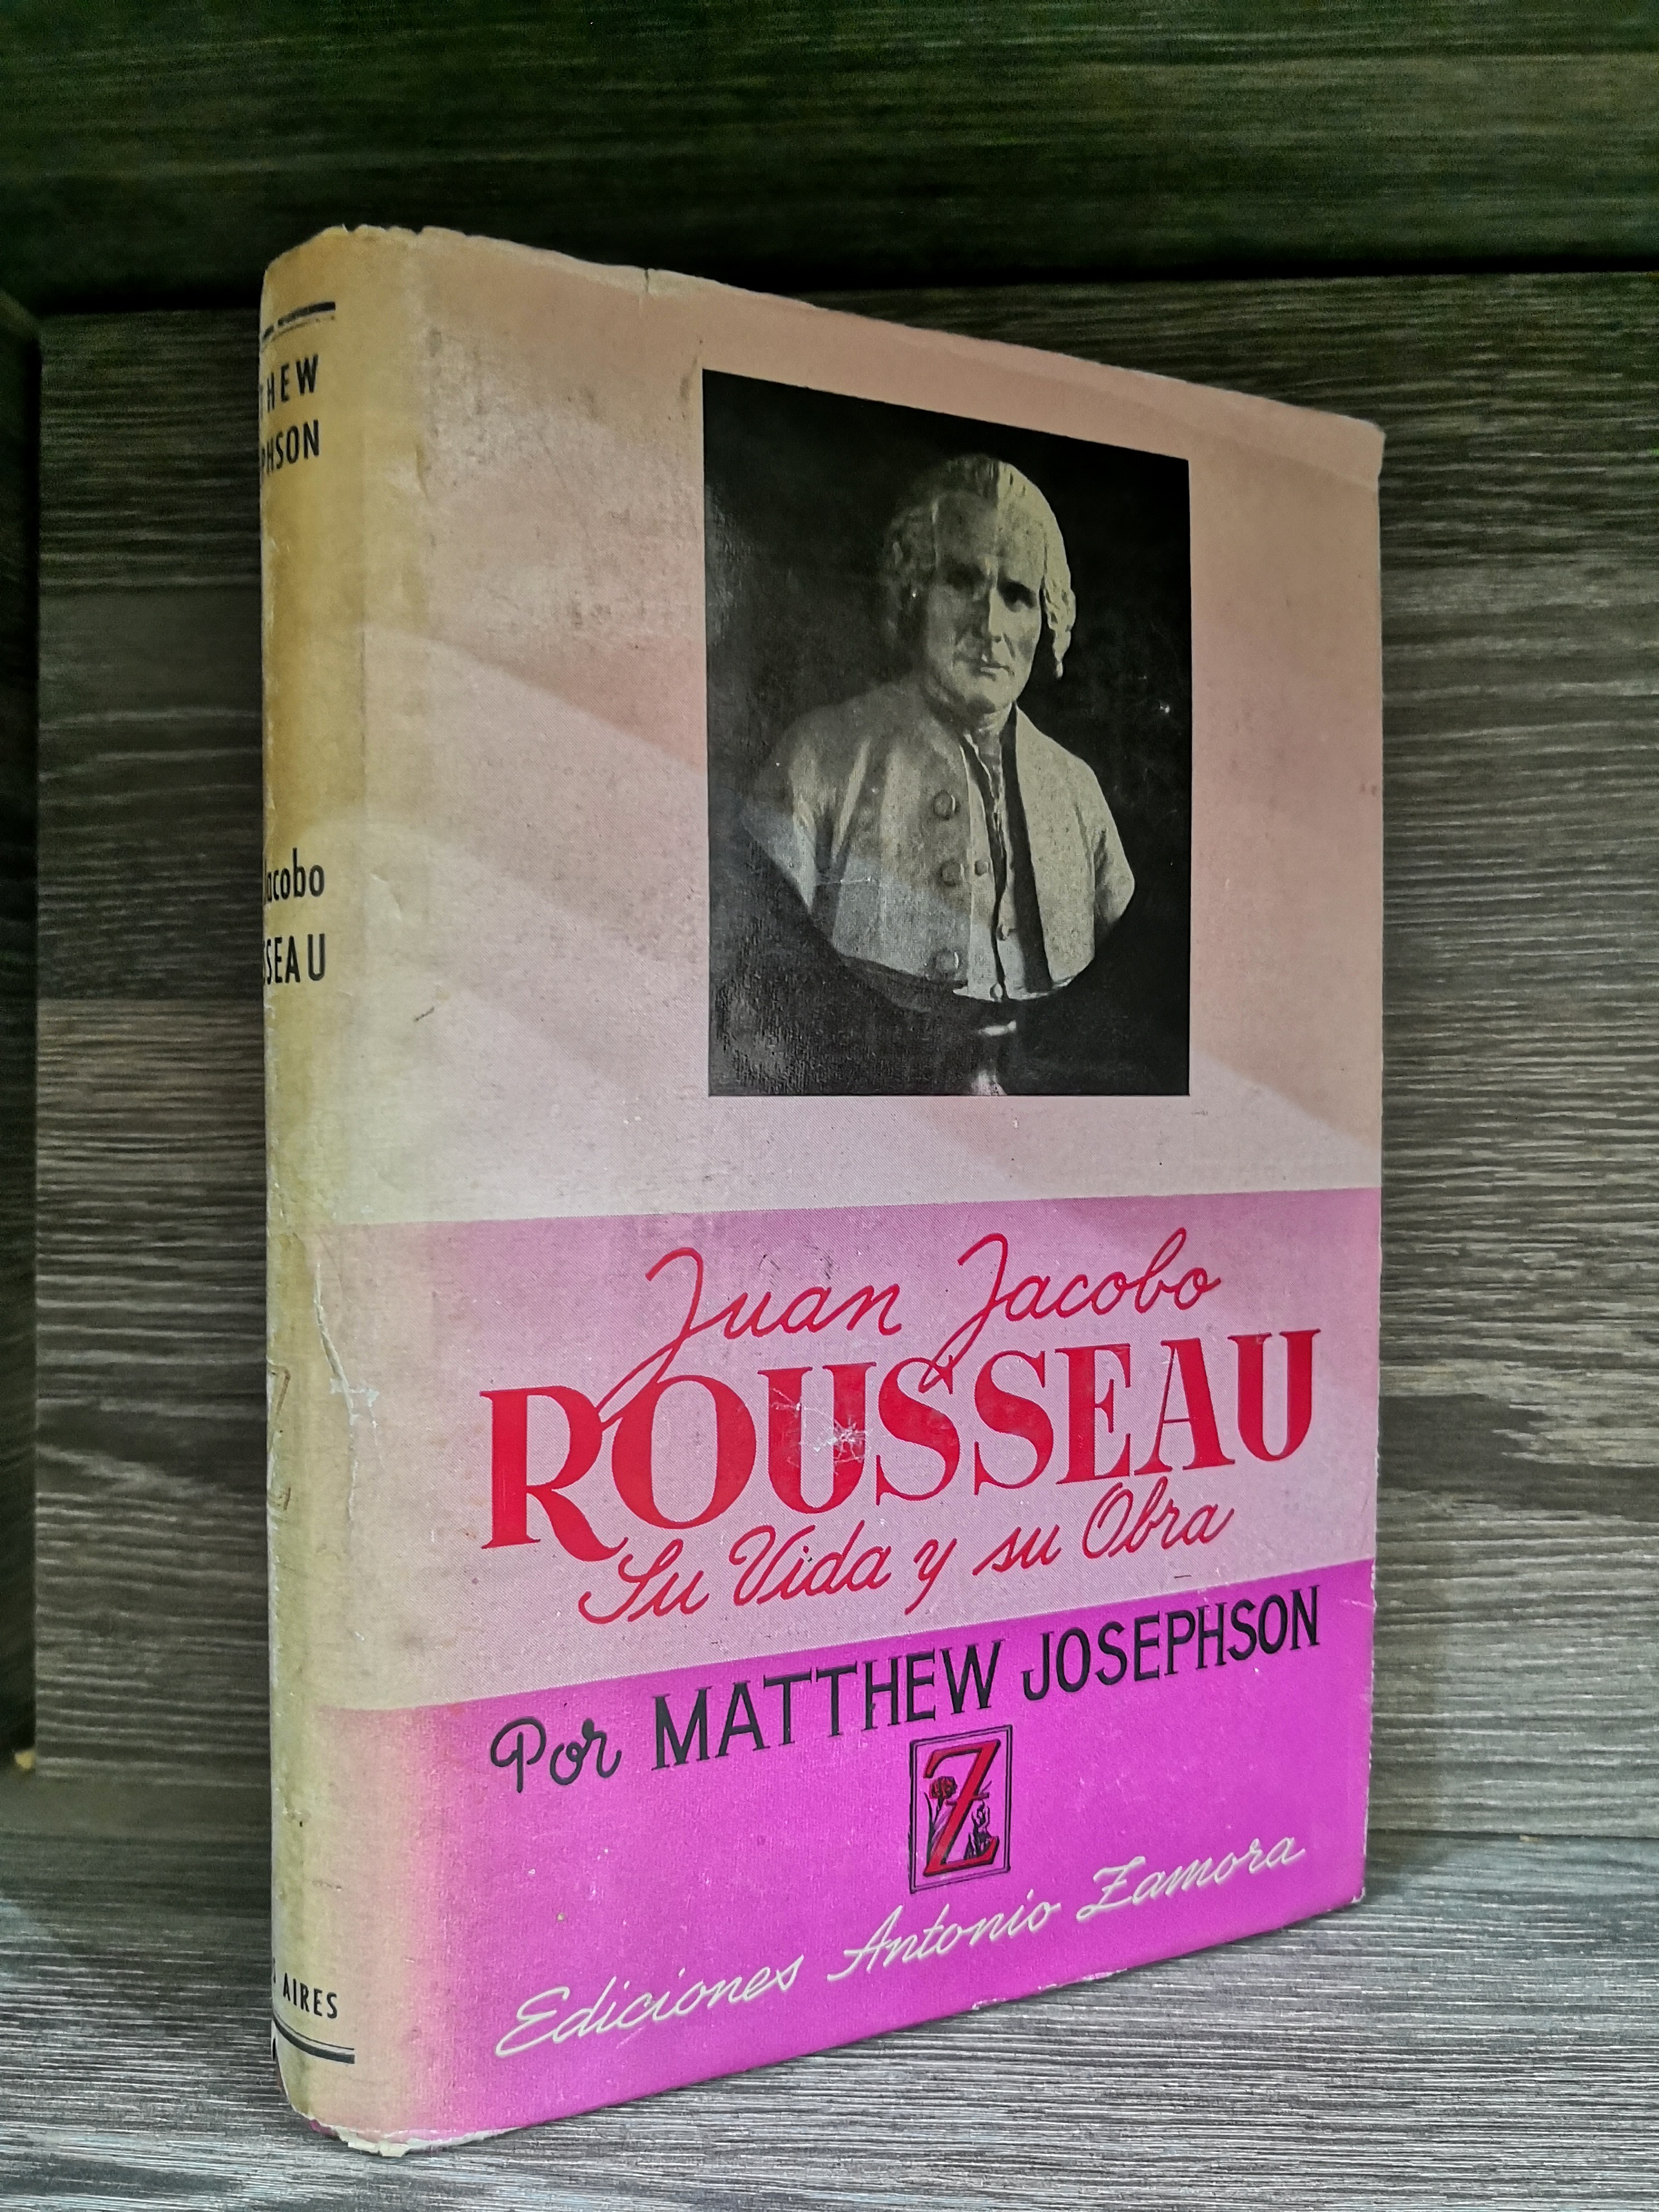 Juan Jacobo
ROUSSEAU
Su Vida y su Obra
Por MATTHEW JOSEPHSON
Z
Ediciones Antonio Zamora
THEW
PHSON
Jacobo
SSEAU
Z
AIRES